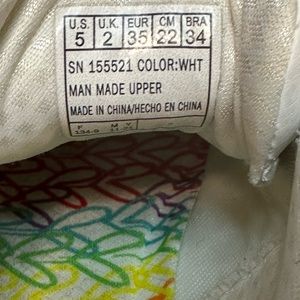 U.S. U.K. EUR CM BRA
5 2 35 22 34
SN 155521 COLOR:WHT
MAN MADE UPPER
MADE IN CHINA/HECHO EN CHINA
F M Y